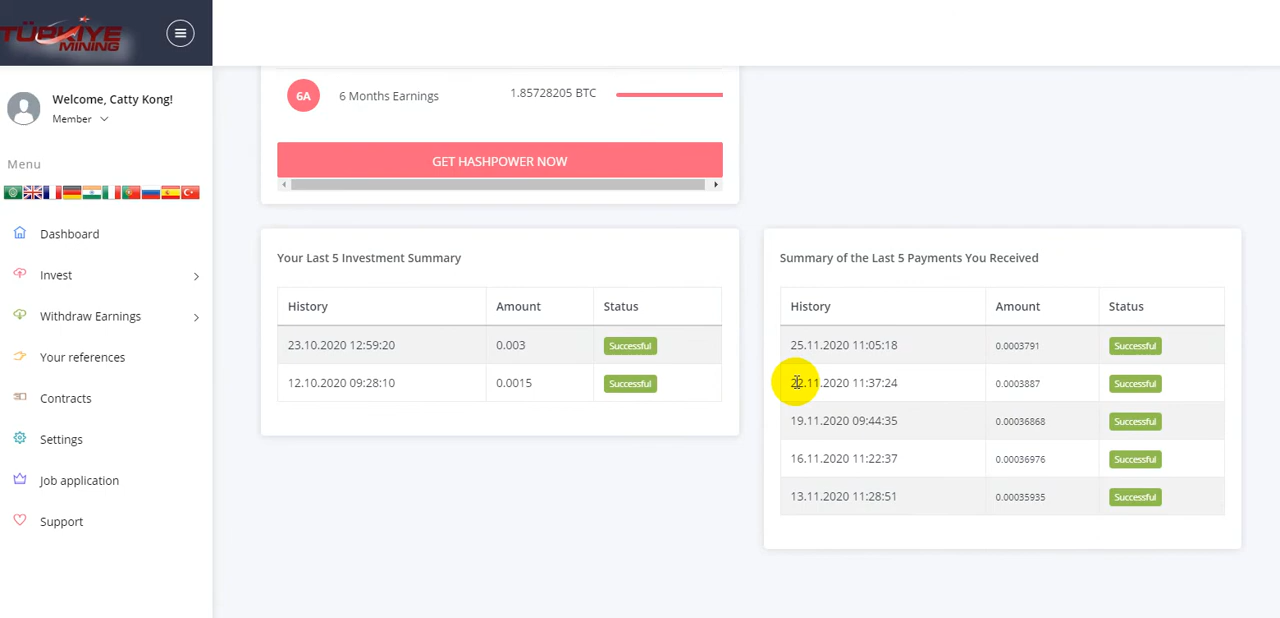 TÜRKİYE
MINING
Welcome, Catty Kong!
Member
Menu
Dashboard
Invest
Withdraw Earnings
Your references
Contracts
Settings
Job application
Support
6A 6 Months Earnings 1.85728205 BTC
GET HASHPOWER NOW
Your Last 5 Investment Summary
History Amount Status
23.10.2020 12:59:20 0.003 Successful
12.10.2020 09:28:10 0.0015 Successful
Summary of the Last 5 Payments You Received
History Amount Status
25.11.2020 11:05:18 0.0003791 Successful
22.11.2020 11:37:24 0.0003887 Successful
19.11.2020 09:44:35 0.00036868 Successful
16.11.2020 11:22:37 0.00036976 Successful
13.11.2020 11:28:51 0.00035935 Successful